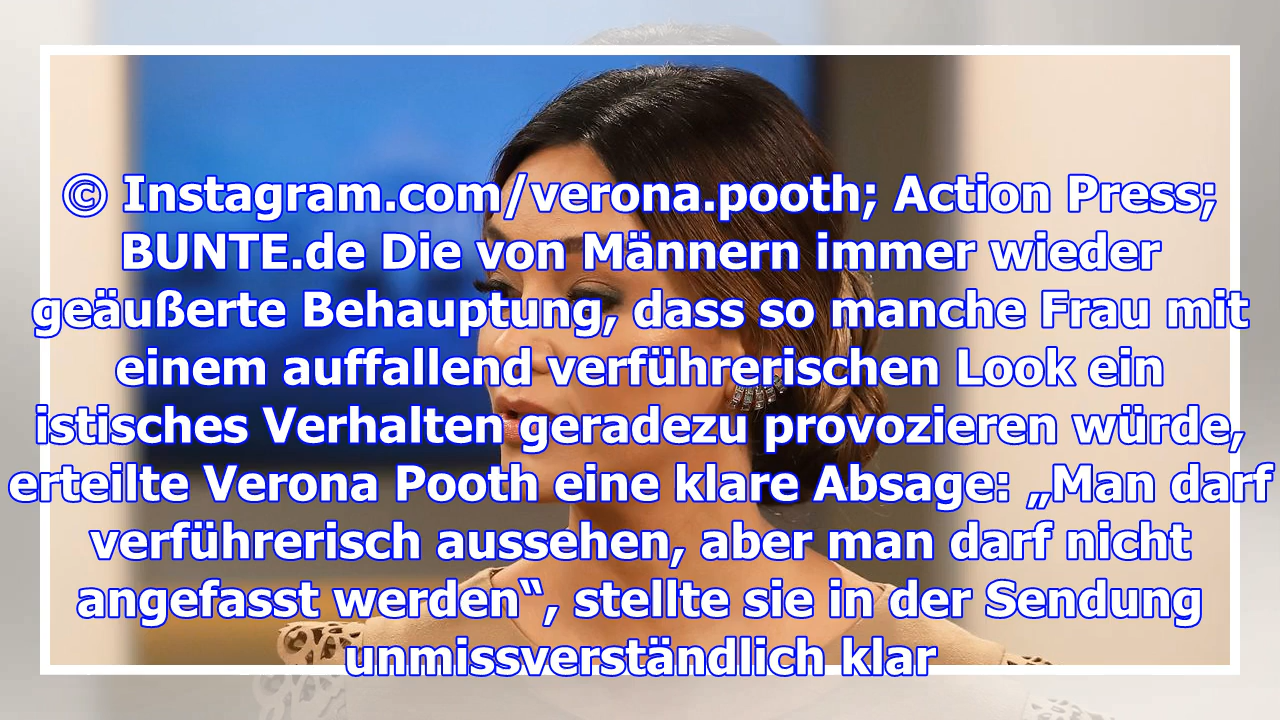 © Instagram.com/verona.pooth; Action Press;
BUNTE.de Die von Männern immer wieder
geäußerte Behauptung, dass so manche Frau mit
einem auffallend verführerischen Look ein
istisches Verhalten geradezu provozieren würde,
erteilte Verona Pooth eine klare Absage: „Man darf
verführerisch aussehen, aber man darf nicht
angefasst werden“, stellte sie in der Sendung
unmissverständlich klar